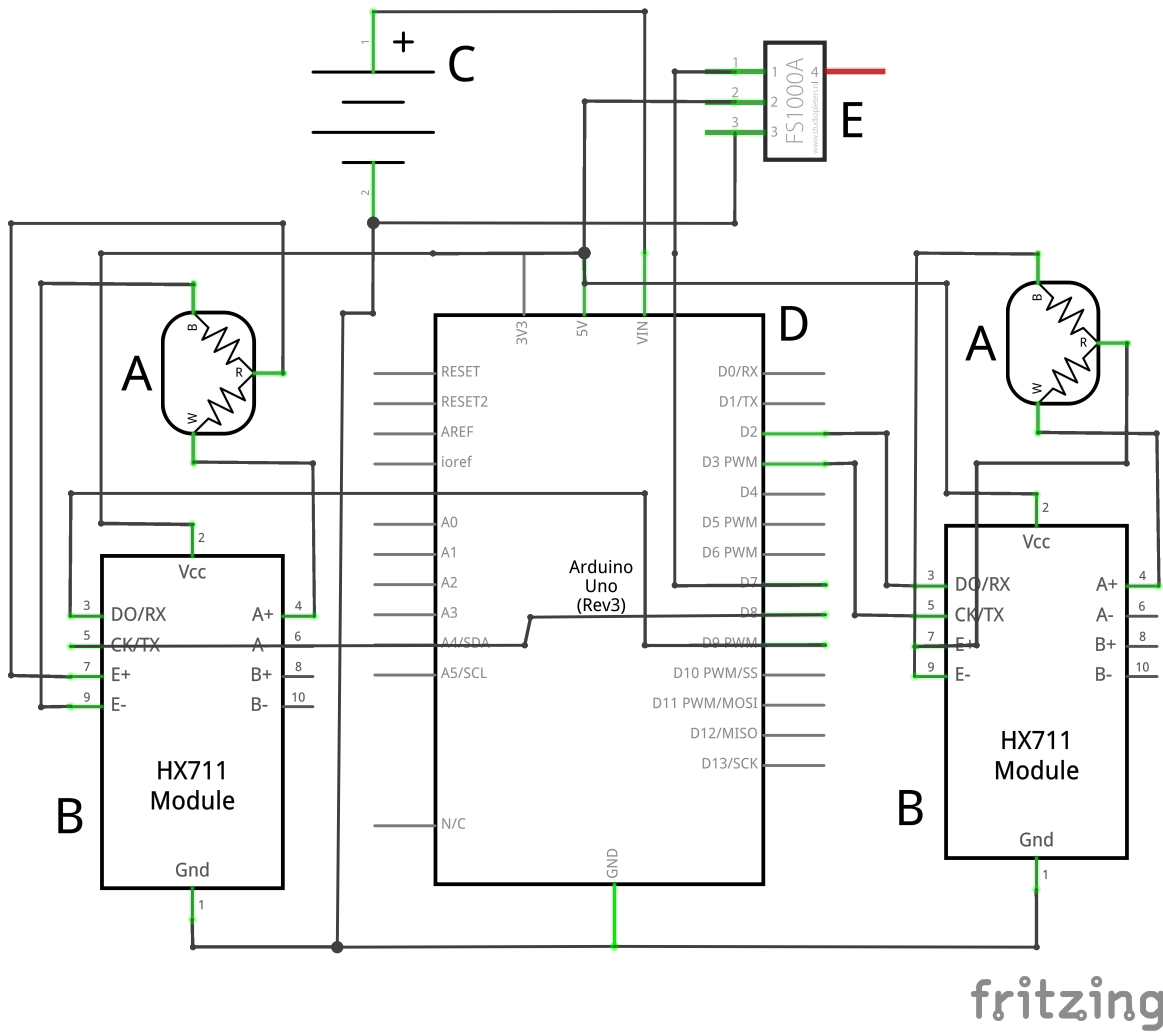 1
+
C
2
1
2
3
1
2
3
4
FS1000A
www.studiopieters.nl
E
A
B
R
W
D
3V3
5V
VIN
RESET
RESET2
AREF
ioref
A0
A1
A2
A3
A4/SDA
A5/SCL
N/C
D0/RX
D1/TX
D2
D3 PWM
D4
D5 PWM
D6 PWM
D7
D8
D9 PWM
D10 PWM/SS
D11 PWM/MOSI
D12/MISO
D13/SCK
GND
Arduino
Uno
(Rev3)
A
B
R
W
2
Vcc
3 DO/RX A+ 4
5 CK/TX A- 6
7 E+ B+ 8
9 E- B- 10
HX711
Module
B
Gnd
1
2
Vcc
3 DO/RX A+ 4
5 CK/TX A- 6
7 E+ B+ 8
9 E- B- 10
HX711
Module
B
Gnd
1
fritzing